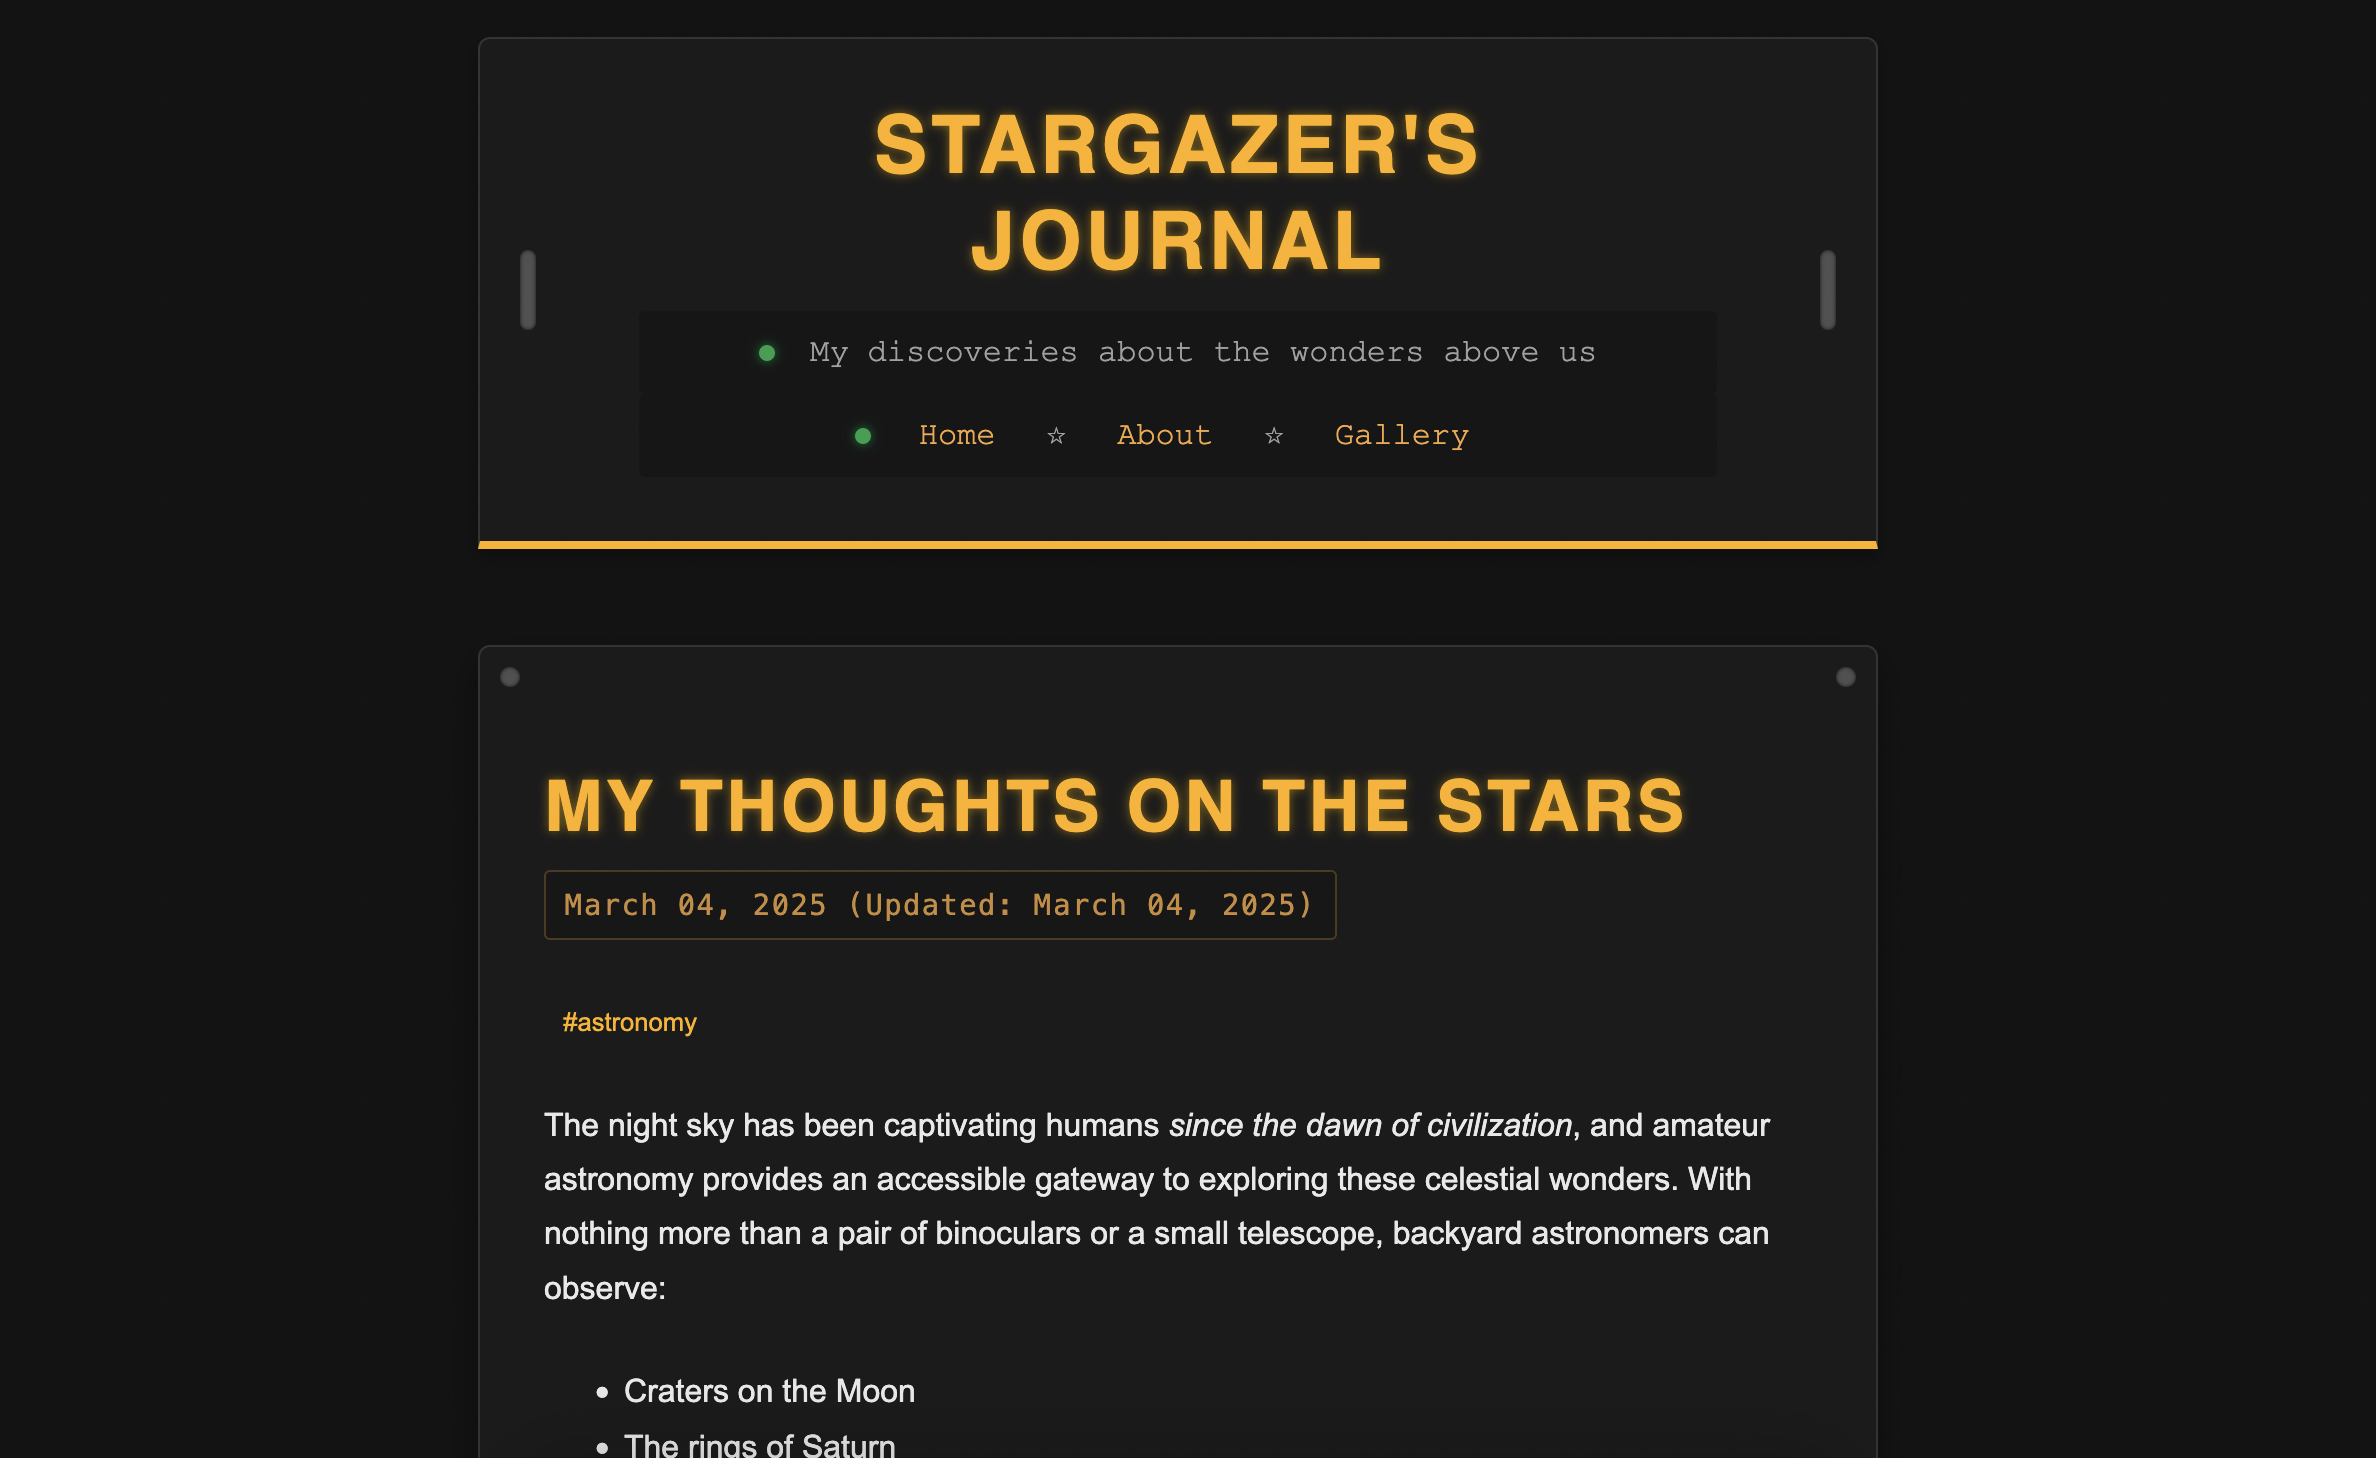 STARGAZER'S
JOURNAL
My discoveries about the wonders above us
Home ☆ About ☆ Gallery
MY THOUGHTS ON THE STARS
March 04, 2025 (Updated: March 04, 2025)
#astronomy
The night sky has been captivating humans since the dawn of civilization, and amateur
astronomy provides an accessible gateway to exploring these celestial wonders. With
nothing more than a pair of binoculars or a small telescope, backyard astronomers can
observe:
• Craters on the Moon
• The rings of Saturn